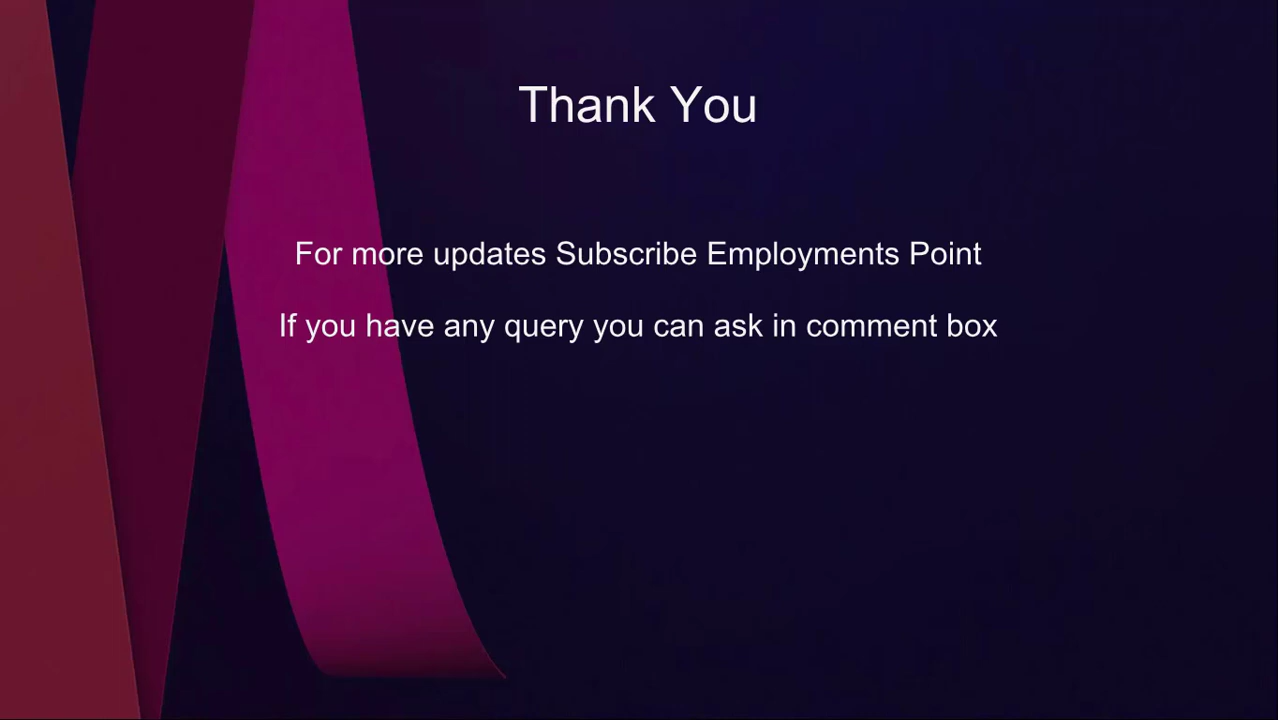 Thank You
For more updates Subscribe Employments Point
If you have any query you can ask in comment box